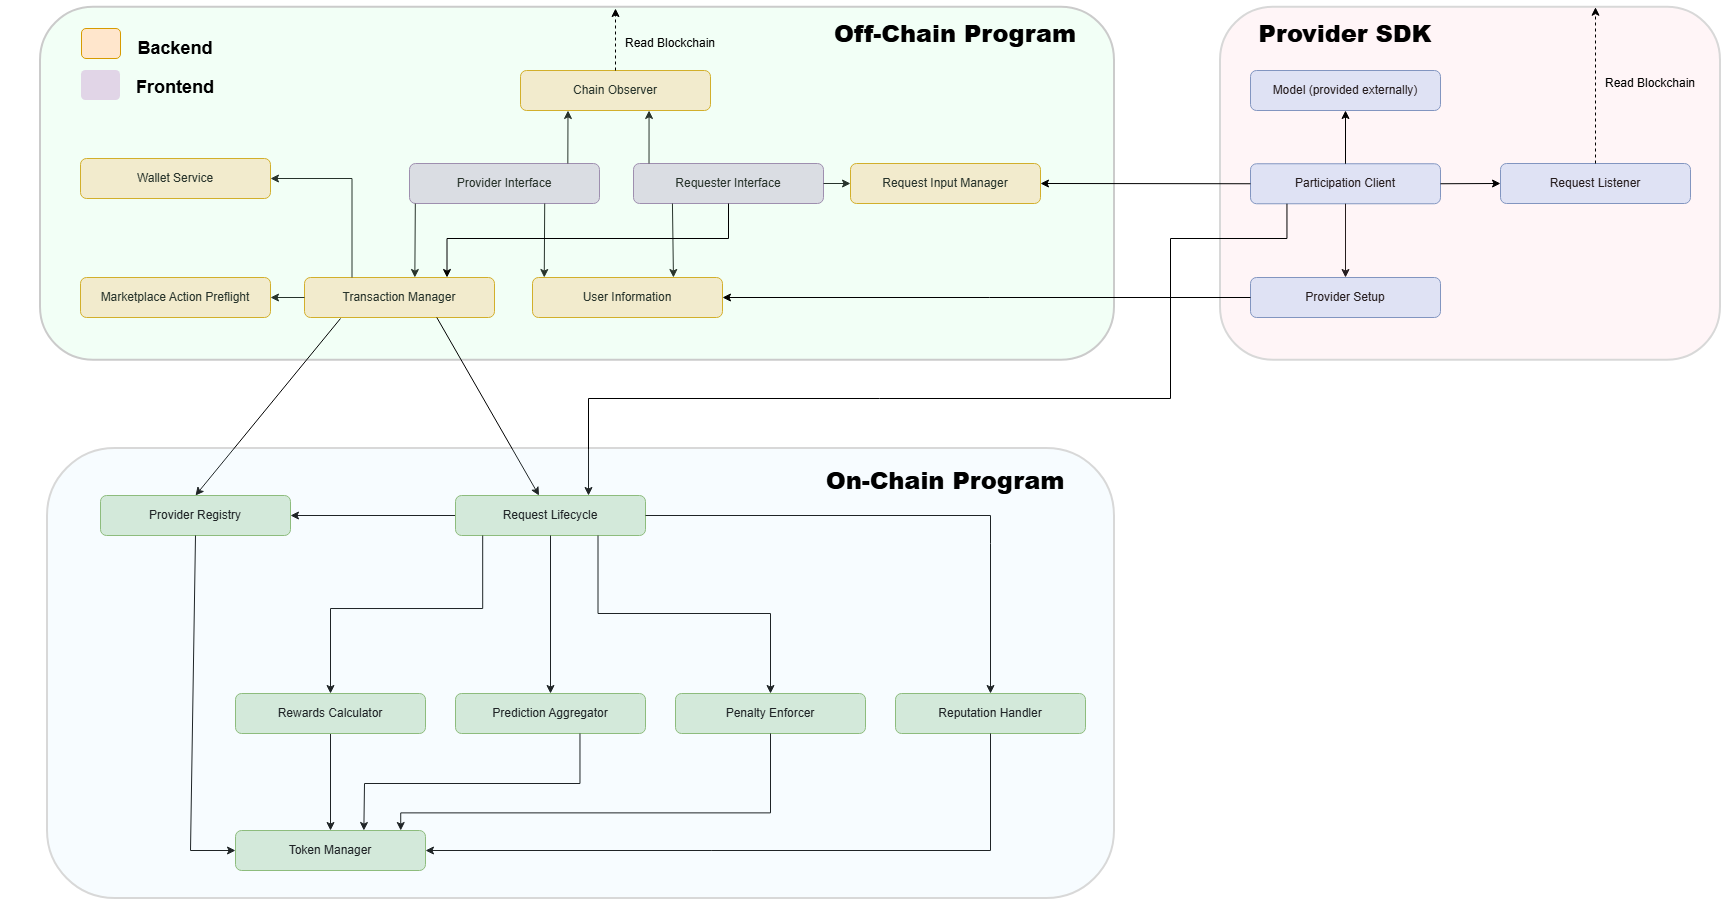 Off-Chain Program
Provider SDK
Backend
Frontend
Read Blockchain
Chain Observer
Model (provided externally)
Read Blockchain
Wallet Service
Provider Interface
Requester Interface
Request Input Manager
Participation Client
Request Listener
Marketplace Action Preflight
Transaction Manager
User Information
Provider Setup
On-Chain Program
Provider Registry
Request Lifecycle
Rewards Calculator
Prediction Aggregator
Penalty Enforcer
Reputation Handler
Token Manager